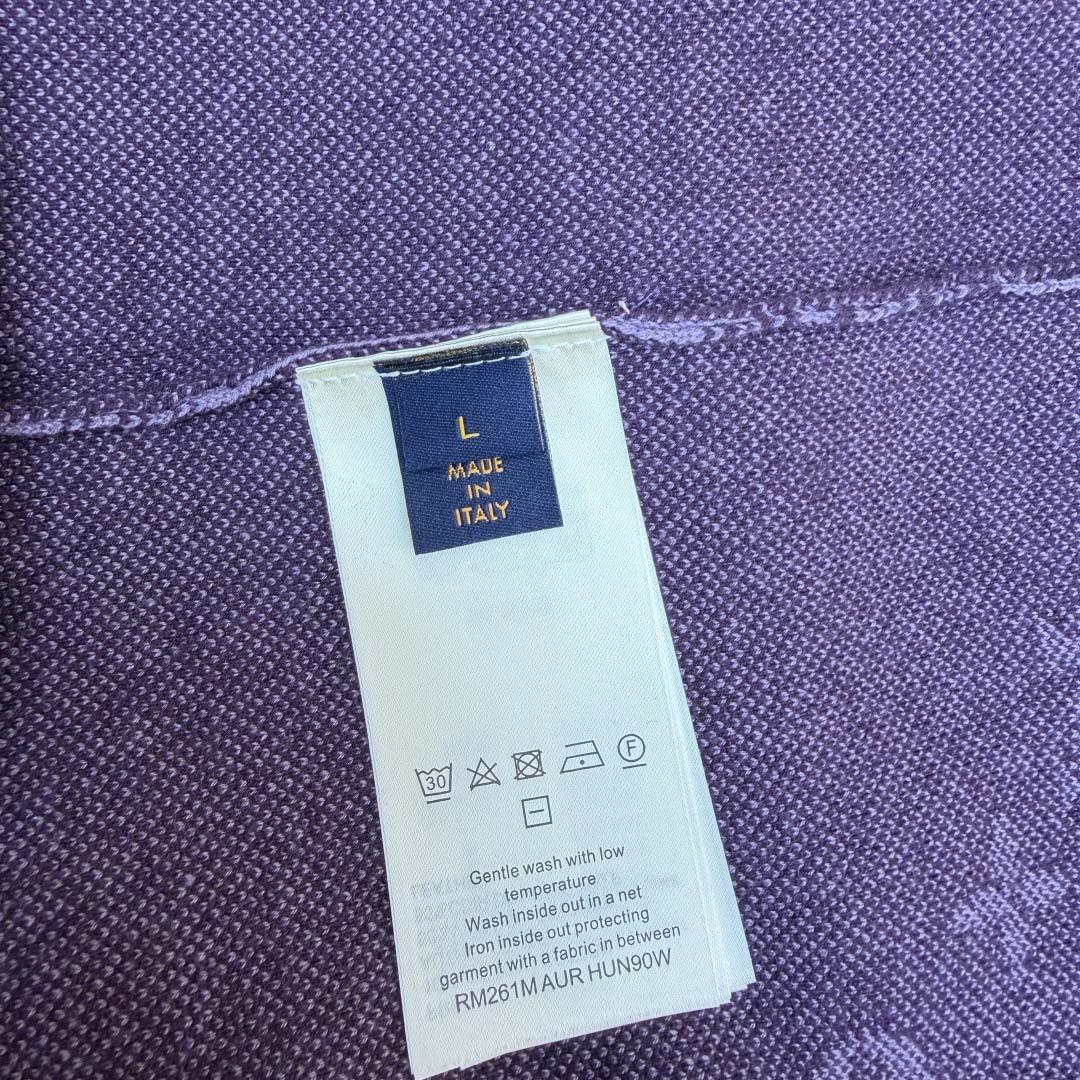 L
MADE
IN
ITALY
30
F
Gentle wash with low
temperature
Wash inside out in a net
Iron inside out protecting
garment with a fabric in between
RM261M AUR HUN90W